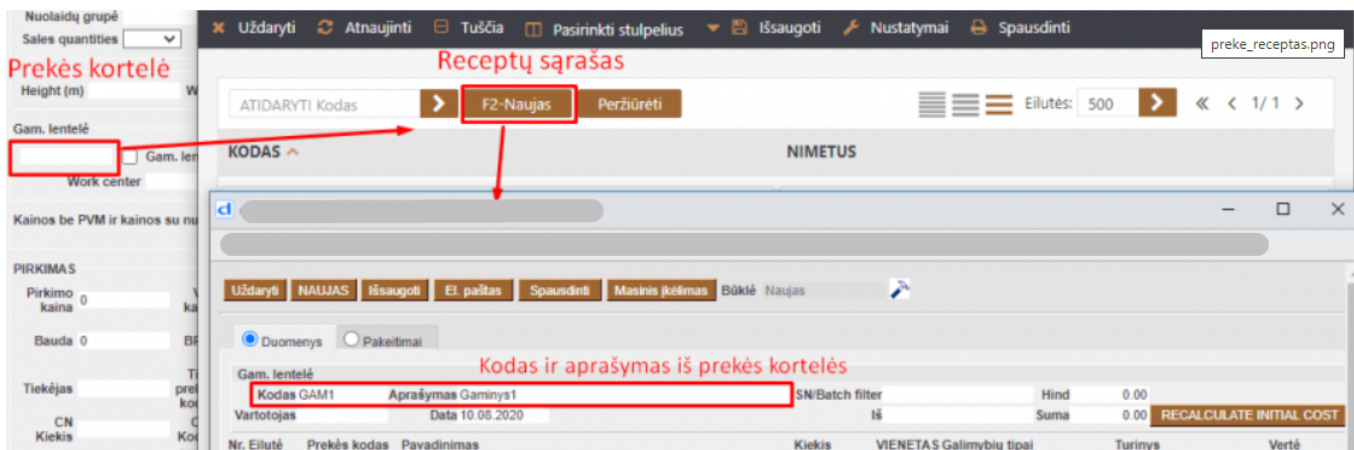 Nuolaidų grupė
Sales quantities
Prekės kortelė
Height (m) W
Gam. lentelė
Gam. len
Work center
Kainos be PVM ir kainos su nu
PIRKIMAS
Pirkimo kaina 0
Bauda 0
Tiekėjas
CN Kiekis
Uždaryti Atnaujinti Tuščia Pasirinkti stulpelius Išsaugoti Nustatymai Spausdinti
preke_receptas.png
Receptų sąrašas
ATIDARYTI Kodas F2-Naujas Peržiūrėti Eilutės: 500 « < 1/ 1 >
KODAS NIMETUS
d
Uždaryti NAUJAS Išsaugoti El. paštas Spausdinti Masinis įkėlimas Būklė Naujas
Duomenys Pakeitimai
Kodas ir aprašymas iš prekės kortelės
Gam. lentelė
Kodas GAM1 Aprašymas Gaminys1 SN/Batch filter Hind 0.00
Vartotojas Data 10.08.2020 Iš Suma 0.00 RECALCULATE INITIAL COST
Nr. Eilutė Prekės kodas Pavadinimas Kiekis VIENETAS Galimybių tipai Turinys Vertė